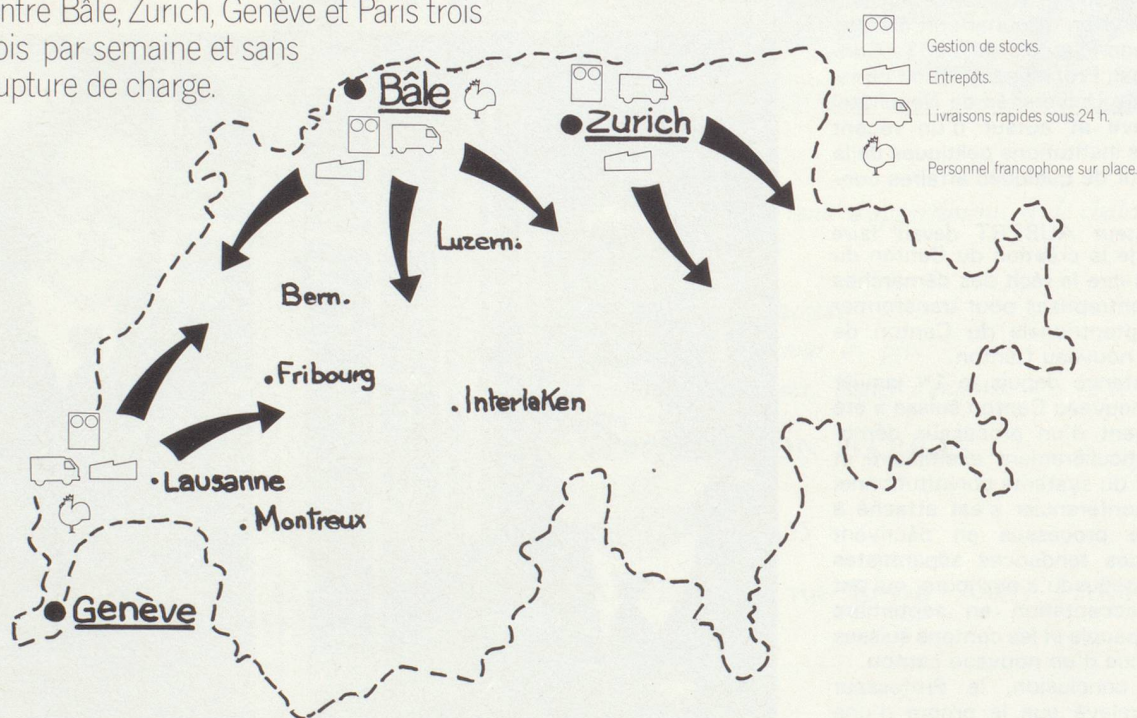 ntre Bâle, Zurich, Genève et Paris trois
ois par semaine et sans
upture de charge.
Gestion de stocks.
Entrepôts.
Livraisons rapides sous 24 h.
Personnel francophone sur place.
Bâle
Zurich
Luzern.
Bern.
.Fribourg
.Interlaken
.Lausanne
.Montreux
Genève